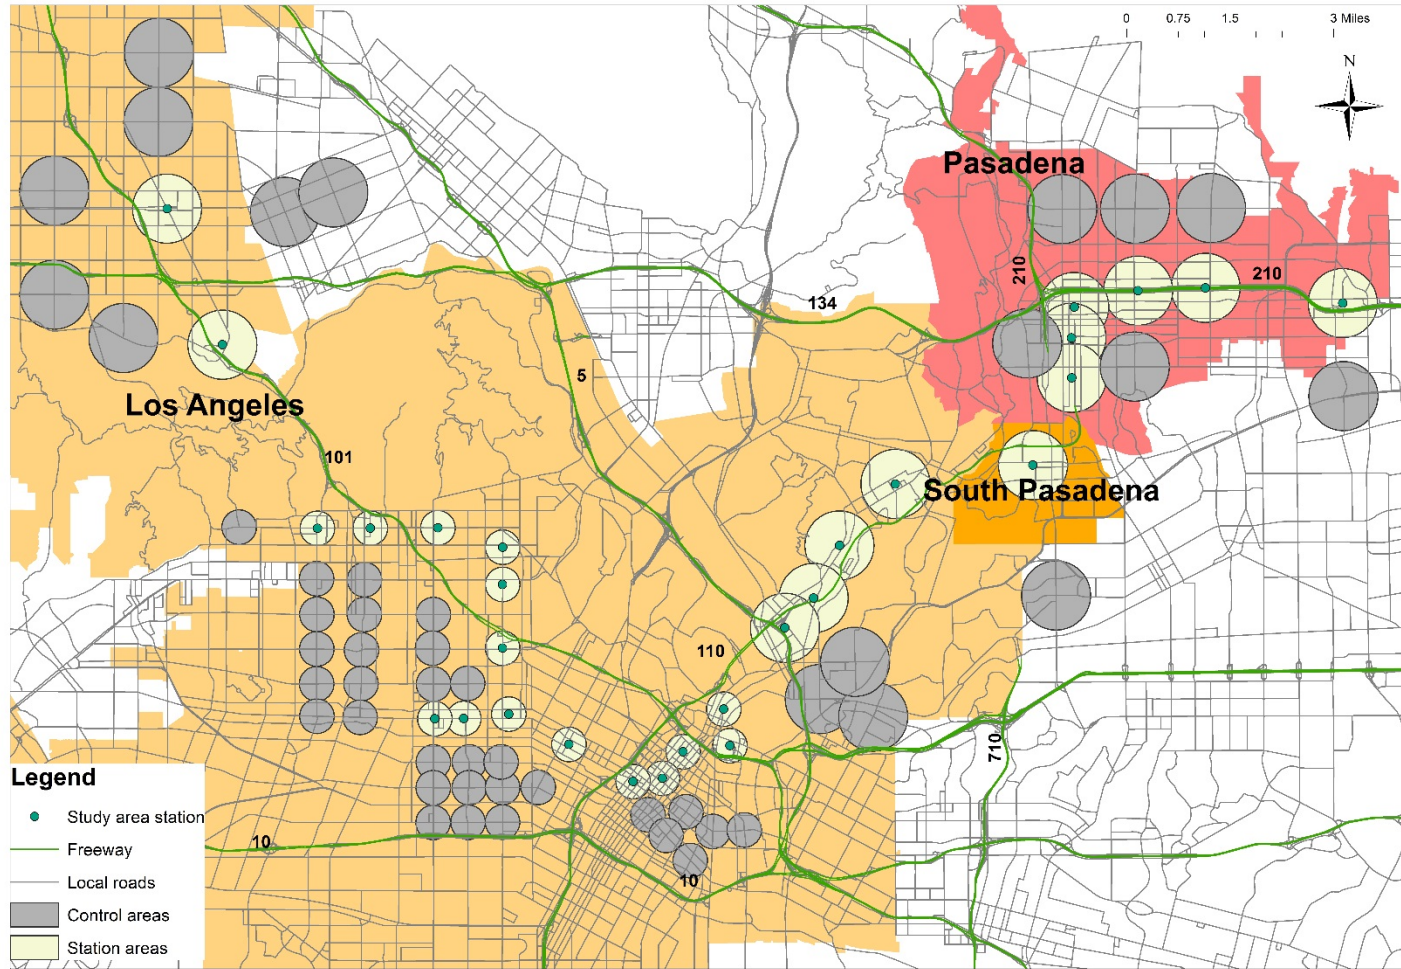 0 0.75 1.5 3 Miles
N
Pasadena
210
210
134
5
Los Angeles
101
South Pasadena
110
710
10
10
Legend
Study area station
Freeway
Local roads
Control areas
Station areas